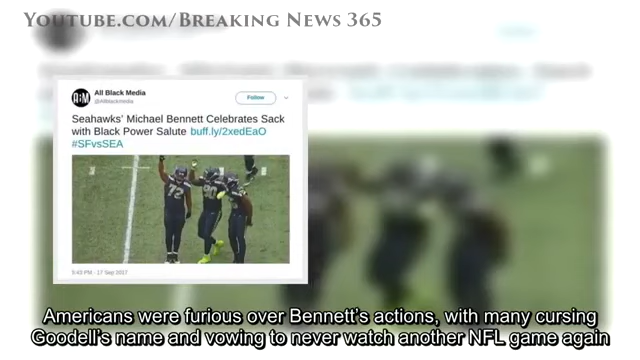 YouTube.com/Breaking News 365
All Black Media
@Allblackmedia
Follow
Seahawks' Michael Bennett Celebrates Sack
with Black Power Salute buff.ly/2xedEaO
#SFvsSEA
72
90
5:43 PM - 17 Sep 2017
Americans were furious over Bennett's actions, with many cursing
Goodell's name and vowing to never watch another NFL game again